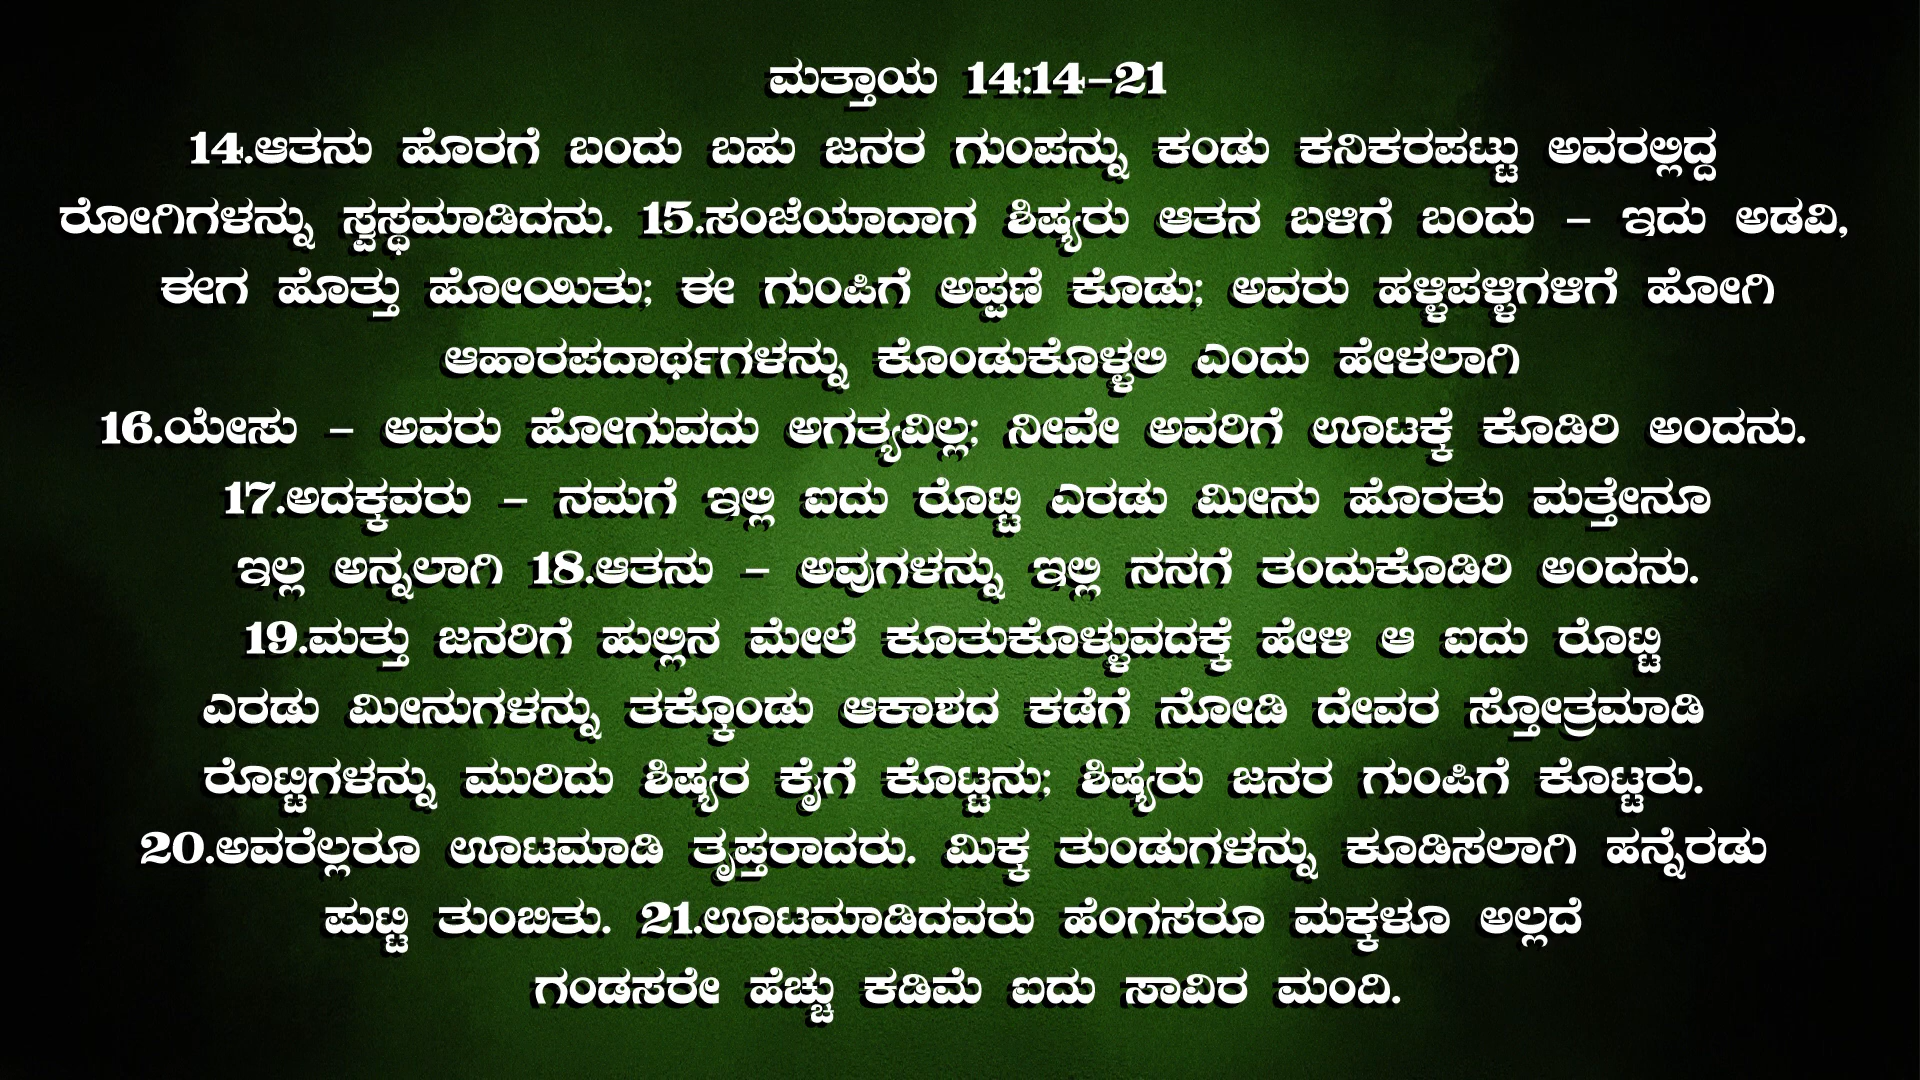 ಮತ್ತಾಯ 14:14-21
14.ಆತನು ಹೊರಗೆ ಬಂದು ಬಹು ಜನರ ಗುಂಪನ್ನು ಕಂಡು ಕನಿಕರಪಟ್ಟು ಅವರಲ್ಲಿದ್ದ
ರೋಗಿಗಳನ್ನು ಸ್ವಸ್ಥಮಾಡಿದನು. 15.ಸಂಜೆಯಾದಾಗ ಶಿಷ್ಯರು ಆತನ ಬಳಿಗೆ ಬಂದು - ಇದು ಅಡವಿ,
ಈಗ ಹೊತ್ತು ಹೋಯಿತು; ಈ ಗುಂಪಿಗೆ ಅಪ್ಪಣೆ ಕೊಡು; ಅವರು ಹಳ್ಳಿಪಳ್ಳಿಗಳಿಗೆ ಹೋಗಿ
ಆಹಾರಪದಾರ್ಥಗಳನ್ನು ಕೊಂಡುಕೊಳ್ಳಲಿ ಎಂದು ಹೇಳಲಾಗಿ
16.ಯೇಸು - ಅವರು ಹೋಗುವದು ಅಗತ್ಯವಿಲ್ಲ; ನೀವೇ ಅವರಿಗೆ ಊಟಕ್ಕೆ ಕೊಡಿರಿ ಅಂದನು.
17.ಅದಕ್ಕವರು - ನಮಗೆ ಇಲ್ಲಿ ಐದು ರೊಟ್ಟಿ ಎರಡು ಮೀನು ಹೊರತು ಮತ್ತೇನೂ
ಇಲ್ಲ ಅನ್ನಲಾಗಿ 18.ಆತನು - ಅವುಗಳನ್ನು ಇಲ್ಲಿ ನನಗೆ ತಂದುಕೊಡಿರಿ ಅಂದನು.
19.ಮತ್ತು ಜನರಿಗೆ ಹುಲ್ಲಿನ ಮೇಲೆ ಕೂತುಕೊಳ್ಳುವದಕ್ಕೆ ಹೇಳಿ ಆ ಐದು ರೊಟ್ಟಿ
ಎರಡು ಮೀನುಗಳನ್ನು ತಕ್ಕೊಂಡು ಆಕಾಶದ ಕಡೆಗೆ ನೋಡಿ ದೇವರ ಸ್ತೋತ್ರಮಾಡಿ
ರೊಟ್ಟಿಗಳನ್ನು ಮುರಿದು ಶಿಷ್ಯರ ಕೈಗೆ ಕೊಟ್ಟನು; ಶಿಷ್ಯರು ಜನರ ಗುಂಪಿಗೆ ಕೊಟ್ಟರು.
20.ಅವರೆಲ್ಲರೂ ಊಟಮಾಡಿ ತೃಪ್ತರಾದರು. ಮಿಕ್ಕ ತುಂಡುಗಳನ್ನು ಕೂಡಿಸಲಾಗಿ ಹನ್ನೆರಡು
ಪುಟ್ಟಿ ತುಂಬಿತು. 21.ಊಟಮಾಡಿದವರು ಹೆಂಗಸರೂ ಮಕ್ಕಳೂ ಅಲ್ಲದೆ
ಗಂಡಸರೇ ಹೆಚ್ಚು ಕಡಿಮೆ ಐದು ಸಾವಿರ ಮಂದಿ.